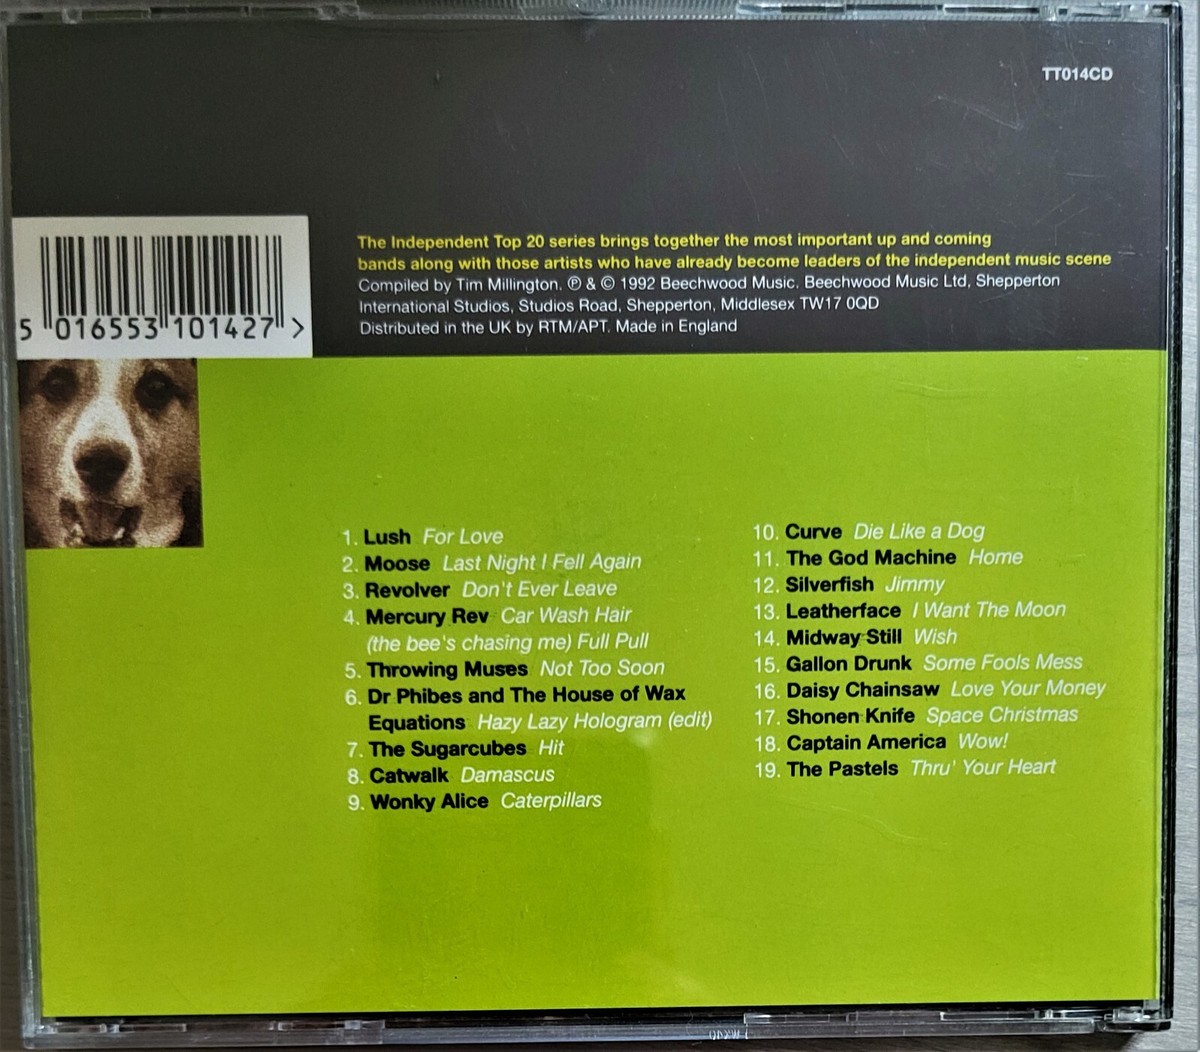 TT014CD
The Independent Top 20 series brings together the most important up and coming
bands along with those artists who have already become leaders of the independent music scene
Compiled by Tim Millington. ℗ & © 1992 Beechwood Music. Beechwood Music Ltd, Shepperton
International Studios, Studios Road, Shepperton, Middlesex TW17 0QD
Distributed in the UK by RTM/APT. Made in England
5 016553 101427 >
1. Lush For Love
2. Moose Last Night I Fell Again
3. Revolver Don't Ever Leave
4. Mercury Rev Car Wash Hair
(the bee's chasing me) Full Pull
5. Throwing Muses Not Too Soon
6. Dr Phibes and The House of Wax
Equations Hazy Lazy Hologram (edit)
7. The Sugarcubes Hit
8. Catwalk Damascus
9. Wonky Alice Caterpillars
10. Curve Die Like a Dog
11. The God Machine Home
12. Silverfish Jimmy
13. Leatherface I Want The Moon
14. Midway Still Wish
15. Gallon Drunk Some Fools Mess
16. Daisy Chainsaw Love Your Money
17. Shonen Knife Space Christmas
18. Captain America Wow!
19. The Pastels Thru' Your Heart